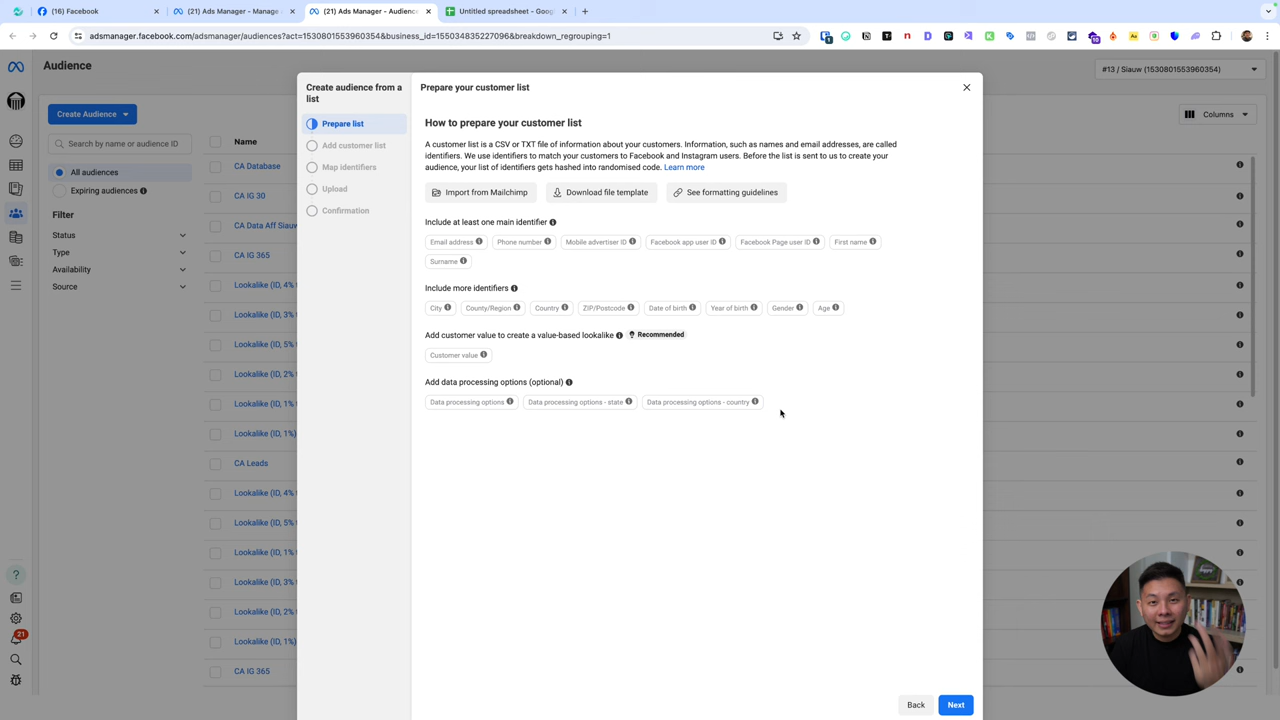 (16) Facebook
(21) Ads Manager - Manage
(21) Ads Manager - Audience
Untitled spreadsheet - Goog
adsmanager.facebook.com/adsmanager/audiences?act=1530801553960354&business_id=155034835227096&breakdown_regrouping=1
Audience
#13 / Siauw (1530801553960354)
Create Audience
Columns
Search by name or audience ID
All audiences
Expiring audiences
Filter
Status
Type
Availability
Source
21
Name
CA Database
CA IG 30
CA Data Aff Siauw
CA IG 365
Lookalike (ID, 4%
Lookalike (ID, 3%
Lookalike (ID, 5%
Lookalike (ID, 2%
Lookalike (ID, 1%
Lookalike (ID, 1%)
CA Leads
Lookalike (ID, 4%
Lookalike (ID, 5%
Lookalike (ID, 1%
Lookalike (ID, 3%
Lookalike (ID, 2%
Lookalike (ID, 1%)
CA IG 365
Create audience from a
list
Prepare list
Add customer list
Map identifiers
Upload
Confirmation
Prepare your customer list
How to prepare your customer list
A customer list is a CSV or TXT file of information about your customers. Information, such as names and email addresses, are called
identifiers. We use identifiers to match your customers to Facebook and Instagram users. Before the list is sent to us to create your
audience, your list of identifiers gets hashed into randomised code. Learn more
Import from Mailchimp Download file template See formatting guidelines
Include at least one main identifier
Email address Phone number Mobile advertiser ID Facebook app user ID Facebook Page user ID First name
Surname
Include more identifiers
City County/Region Country ZIP/Postcode Date of birth Year of birth Gender Age
Add customer value to create a value-based lookalike Recommended
Customer value
Add data processing options (optional)
Data processing options Data processing options - state Data processing options - country
Back Next